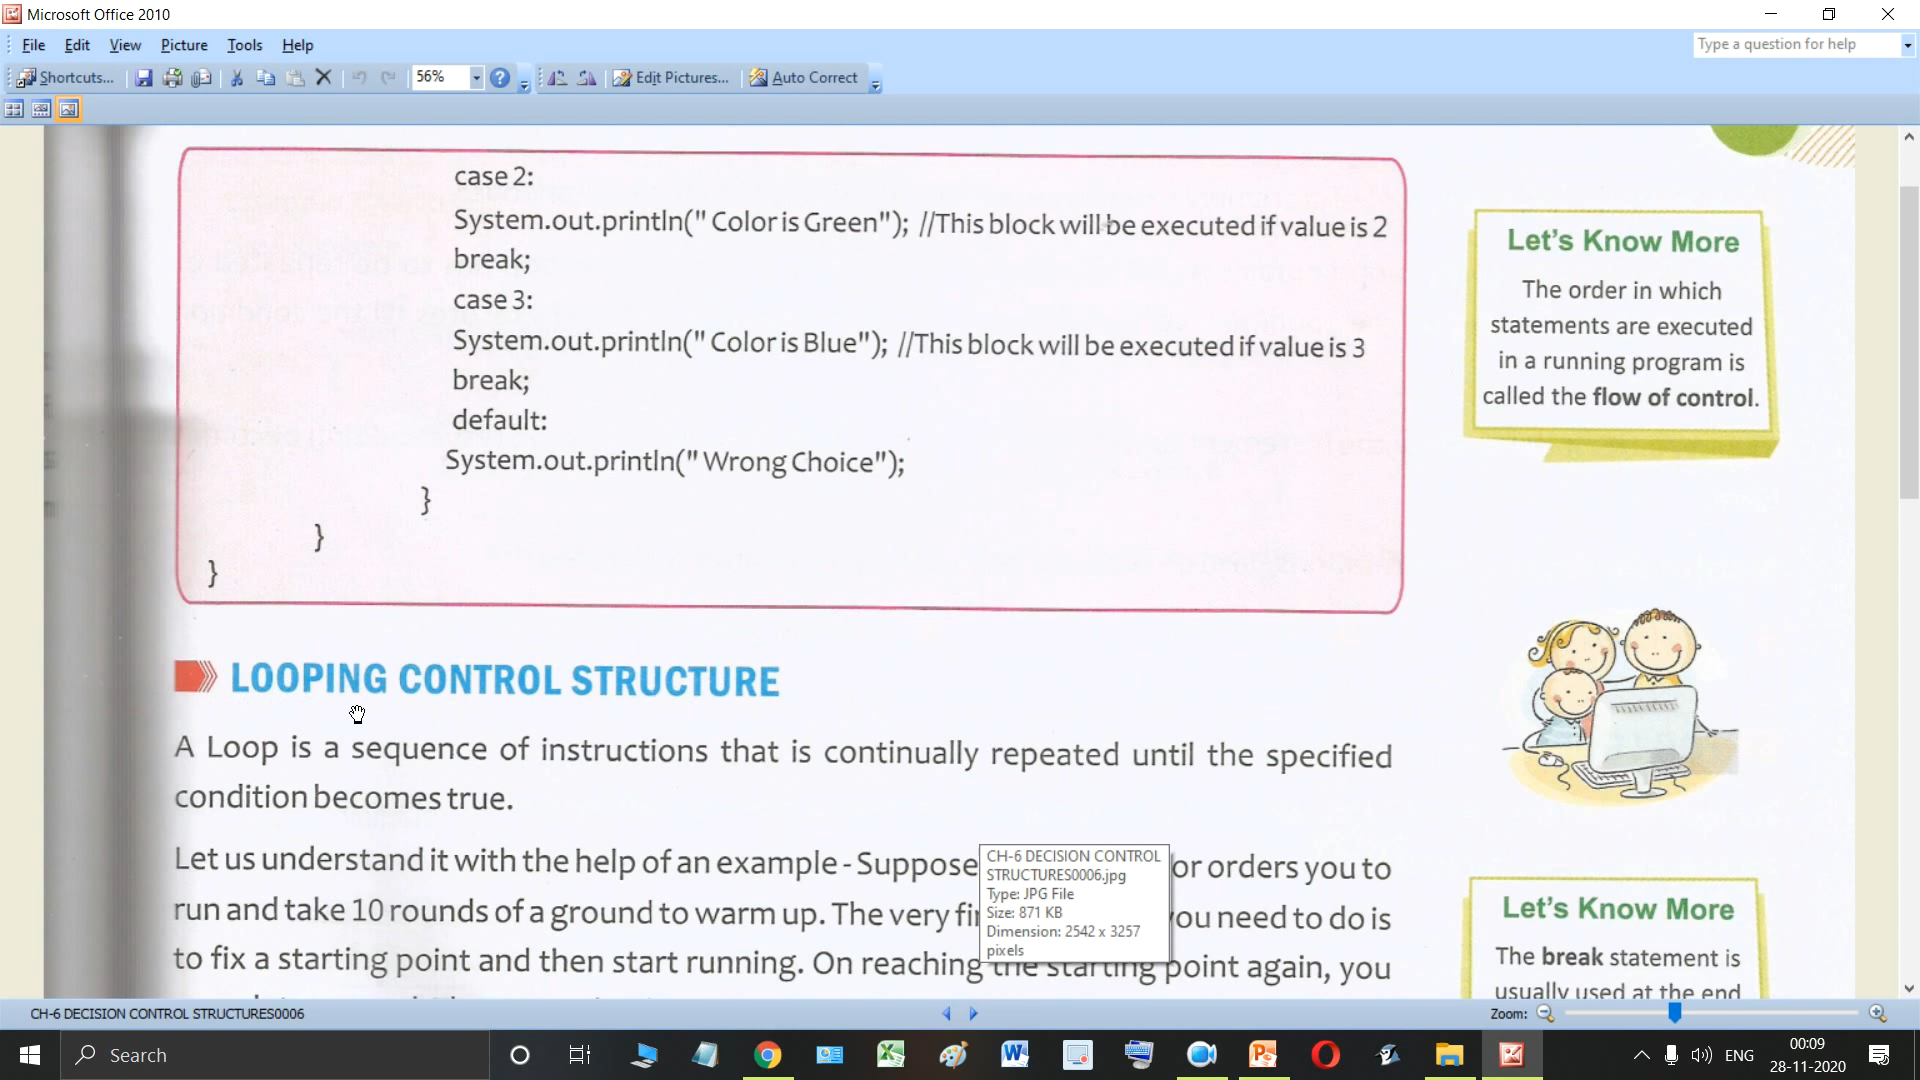 Microsoft Office 2010
File Edit View Picture Tools Help
Type a question for help
Shortcuts...
56%
Edit Pictures...
Auto Correct
case 2:
System.out.println(" Color is Green"); //This block will be executed if value is 2
break;
case 3:
System.out.println(" Color is Blue"); //This block will be executed if value is 3
break;
default:
System.out.println(" Wrong Choice");
}
}
}
Let's Know More
The order in which
statements are executed
in a running program is
called the flow of control.
LOOPING CONTROL STRUCTURE
A Loop is a sequence of instructions that is continually repeated until the specified
condition becomes true.
Let us understand it with the help of an example - Suppose or orders you to
run and take 10 rounds of a ground to warm up. The very you need to do is
to fix a starting point and then start running. On reaching the starting point again, you
CH-6 DECISION CONTROL
STRUCTURES0006.jpg
Type: JPG File
Size: 871 KB
Dimension: 2542 x 3257
pixels
Let's Know More
The break statement is
usually used at the end
CH-6 DECISION CONTROL STRUCTURES0006
Zoom:
Search
ENG
00:09
28-11-2020